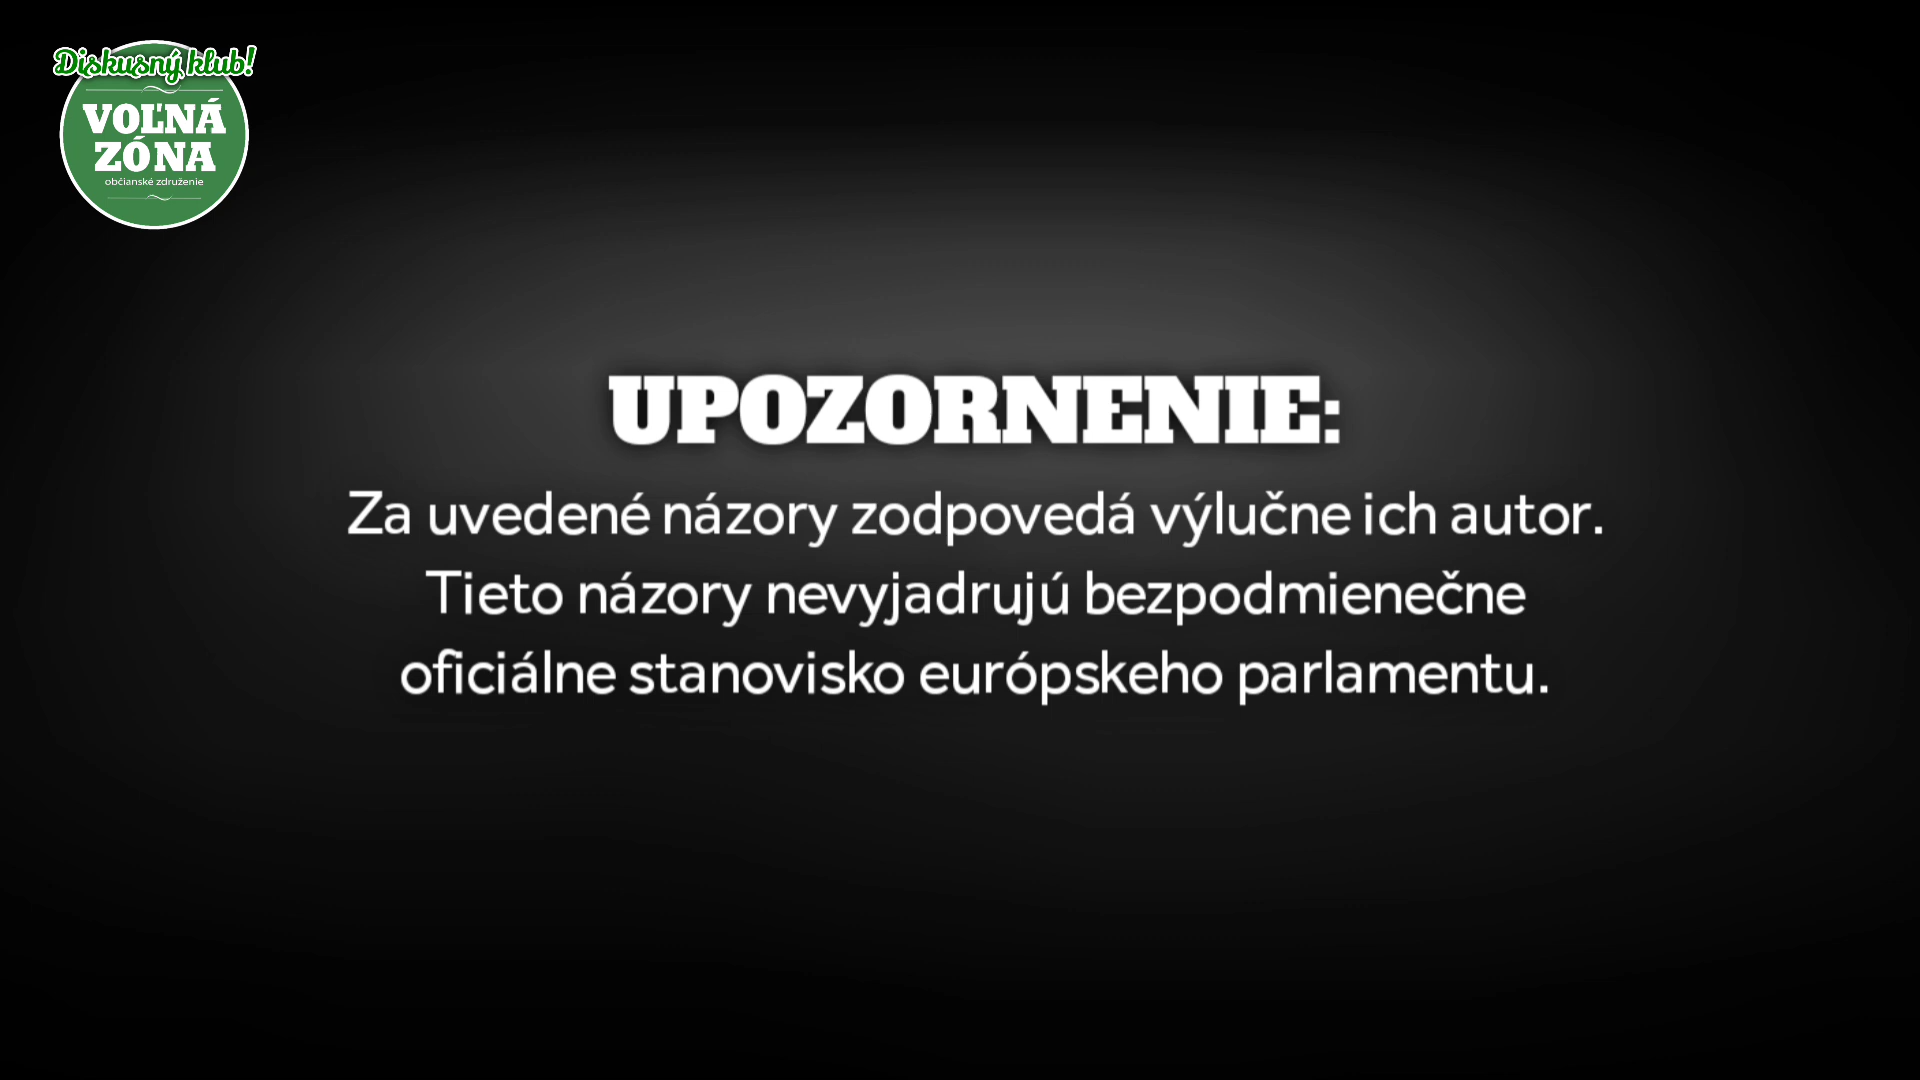 Diskusný klub!
VOĽNÁ
ZÓNA
občianske združenie
UPOZORNENIE:
Za uvedené názory zodpovedá výlučne ich autor.
Tieto názory nevyjadrujú bezpodmienečne
oficiálne stanovisko európskeho parlamentu.